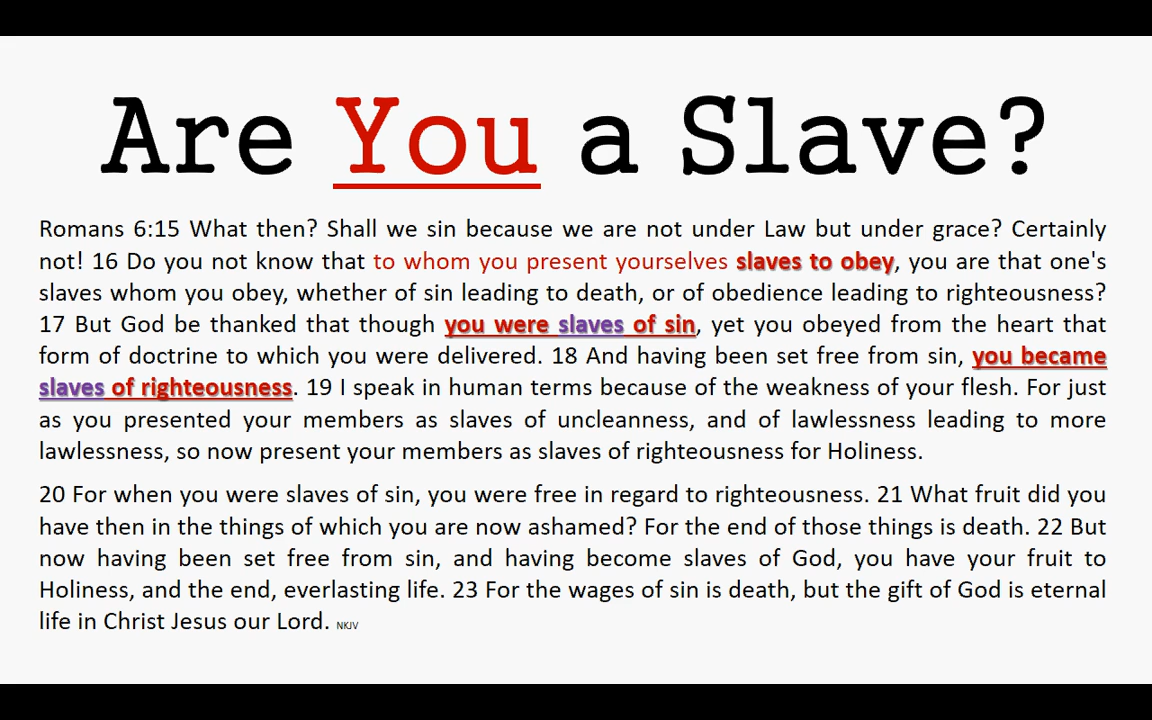 Are You a Slave?
Romans 6:15 What then? Shall we sin because we are not under Law but under grace? Certainly
not! 16 Do you not know that to whom you present yourselves slaves to obey, you are that one's
slaves whom you obey, whether of sin leading to death, or of obedience leading to righteousness?
17 But God be thanked that though you were slaves of sin, yet you obeyed from the heart that
form of doctrine to which you were delivered. 18 And having been set free from sin, you became
slaves of righteousness. 19 I speak in human terms because of the weakness of your flesh. For just
as you presented your members as slaves of uncleanness, and of lawlessness leading to more
lawlessness, so now present your members as slaves of righteousness for Holiness.
20 For when you were slaves of sin, you were free in regard to righteousness. 21 What fruit did you
have then in the things of which you are now ashamed? For the end of those things is death. 22 But
now having been set free from sin, and having become slaves of God, you have your fruit to
Holiness, and the end, everlasting life. 23 For the wages of sin is death, but the gift of God is eternal
life in Christ Jesus our Lord. NKJV